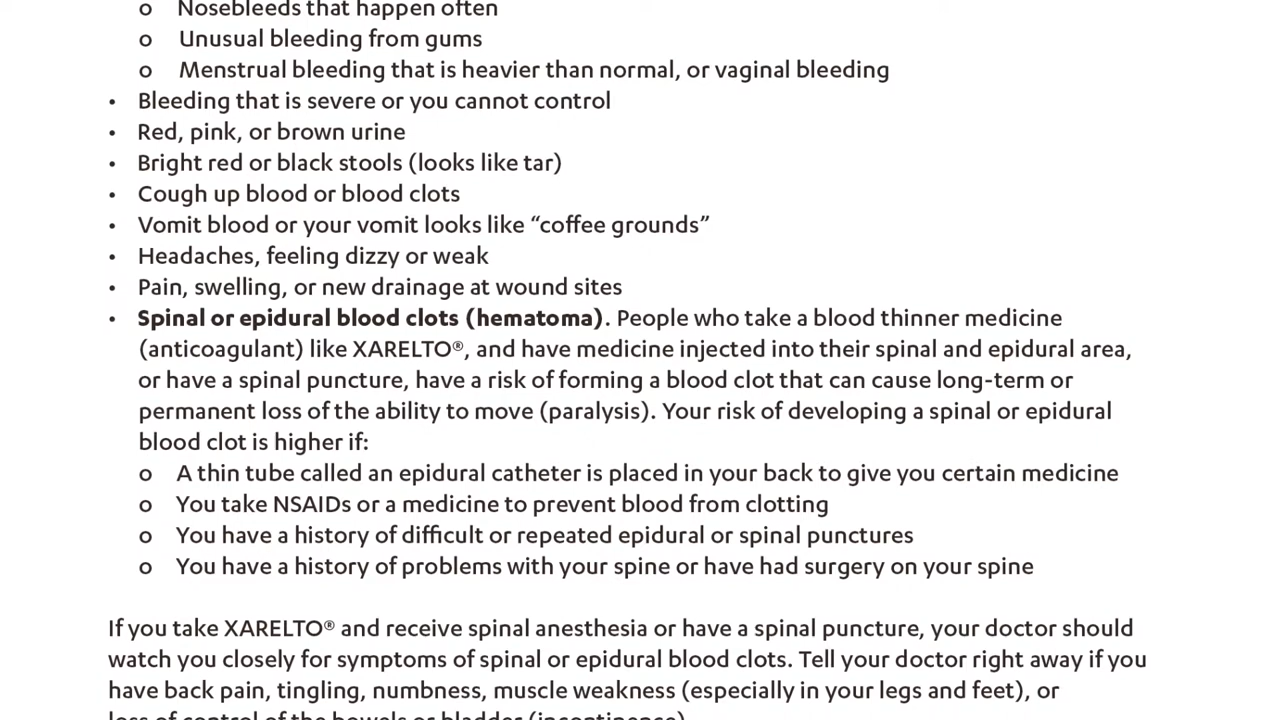 o Nosebleeds that happen often
o Unusual bleeding from gums
o Menstrual bleeding that is heavier than normal, or vaginal bleeding
• Bleeding that is severe or you cannot control
• Red, pink, or brown urine
• Bright red or black stools (looks like tar)
• Cough up blood or blood clots
• Vomit blood or your vomit looks like “coffee grounds”
• Headaches, feeling dizzy or weak
• Pain, swelling, or new drainage at wound sites
• Spinal or epidural blood clots (hematoma). People who take a blood thinner medicine
(anticoagulant) like XARELTO®, and have medicine injected into their spinal and epidural area,
or have a spinal puncture, have a risk of forming a blood clot that can cause long-term or
permanent loss of the ability to move (paralysis). Your risk of developing a spinal or epidural
blood clot is higher if:
o A thin tube called an epidural catheter is placed in your back to give you certain medicine
o You take NSAIDs or a medicine to prevent blood from clotting
o You have a history of difficult or repeated epidural or spinal punctures
o You have a history of problems with your spine or have had surgery on your spine
If you take XARELTO® and receive spinal anesthesia or have a spinal puncture, your doctor should
watch you closely for symptoms of spinal or epidural blood clots. Tell your doctor right away if you
have back pain, tingling, numbness, muscle weakness (especially in your legs and feet), or
loss of control of the bowels or bladder (incontinence).